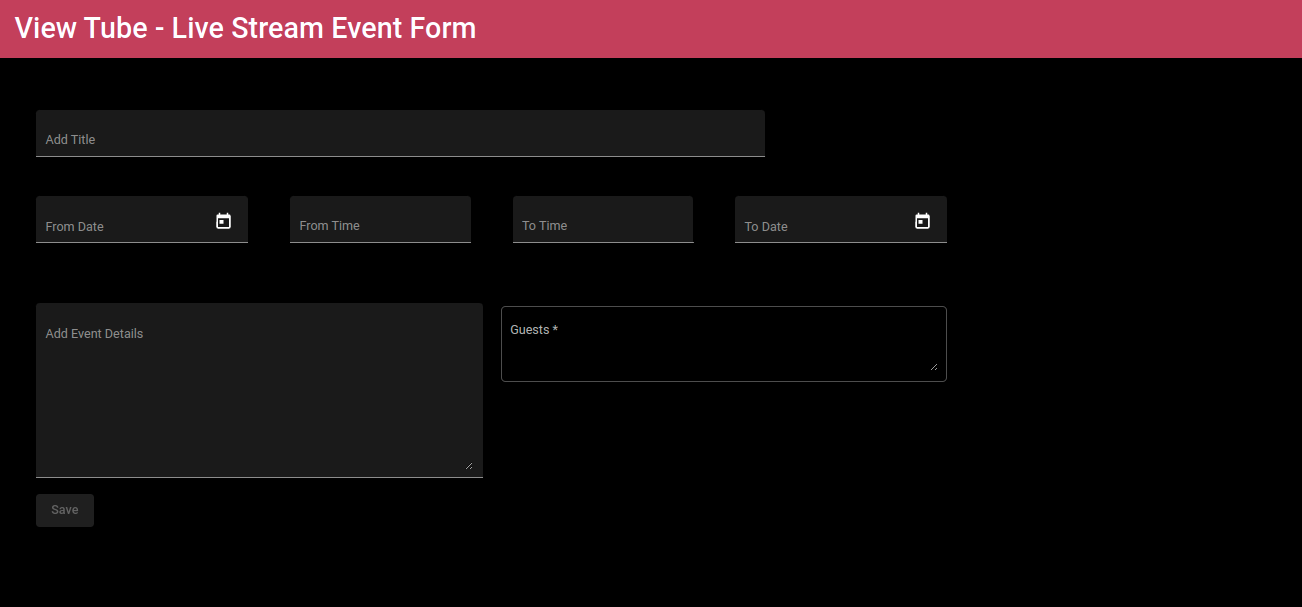 View Tube - Live Stream Event Form
Add Title
From Date
From Time
To Time
To Date
Add Event Details
Guests *
Save